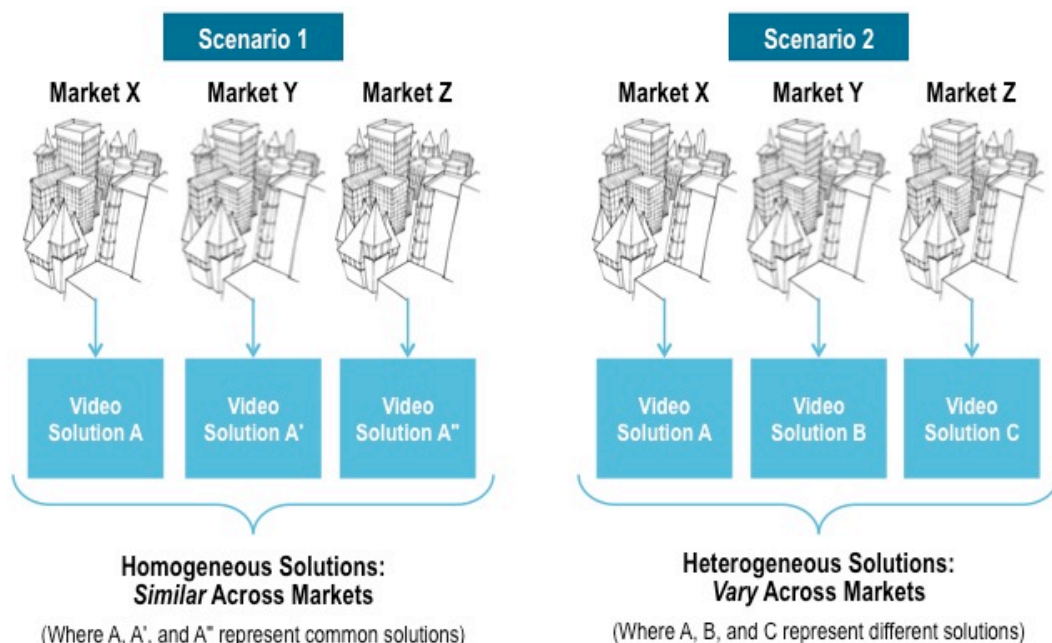 Scenario 1
Market X Market Y Market Z
Video
Solution A
Video
Solution A'
Video
Solution A"
Homogeneous Solutions:
Similar Across Markets
(Where A, A', and A" represent common solutions)
Scenario 2
Market X Market Y Market Z
Video
Solution A
Video
Solution B
Video
Solution C
Heterogeneous Solutions:
Vary Across Markets
(Where A, B, and C represent different solutions)